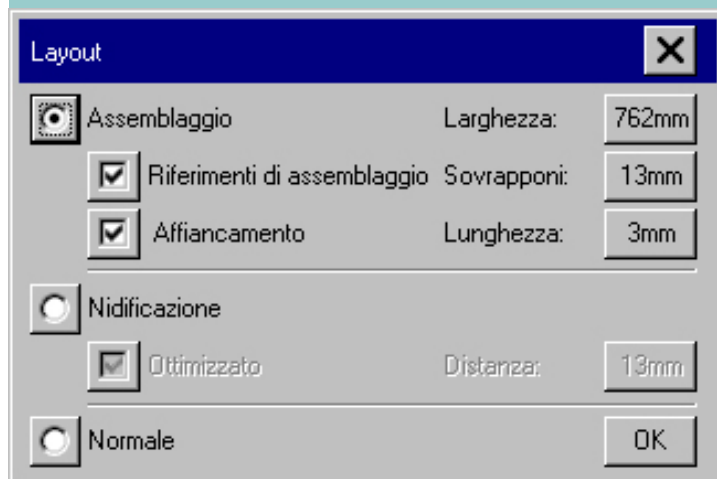 Layout
Assemblaggio Larghezza: 762mm
Riferimenti di assemblaggio Sovrapponi: 13mm
Affiancamento Lunghezza: 3mm
Nidificazione
Ottimizzato Distanza: 13mm
Normale OK